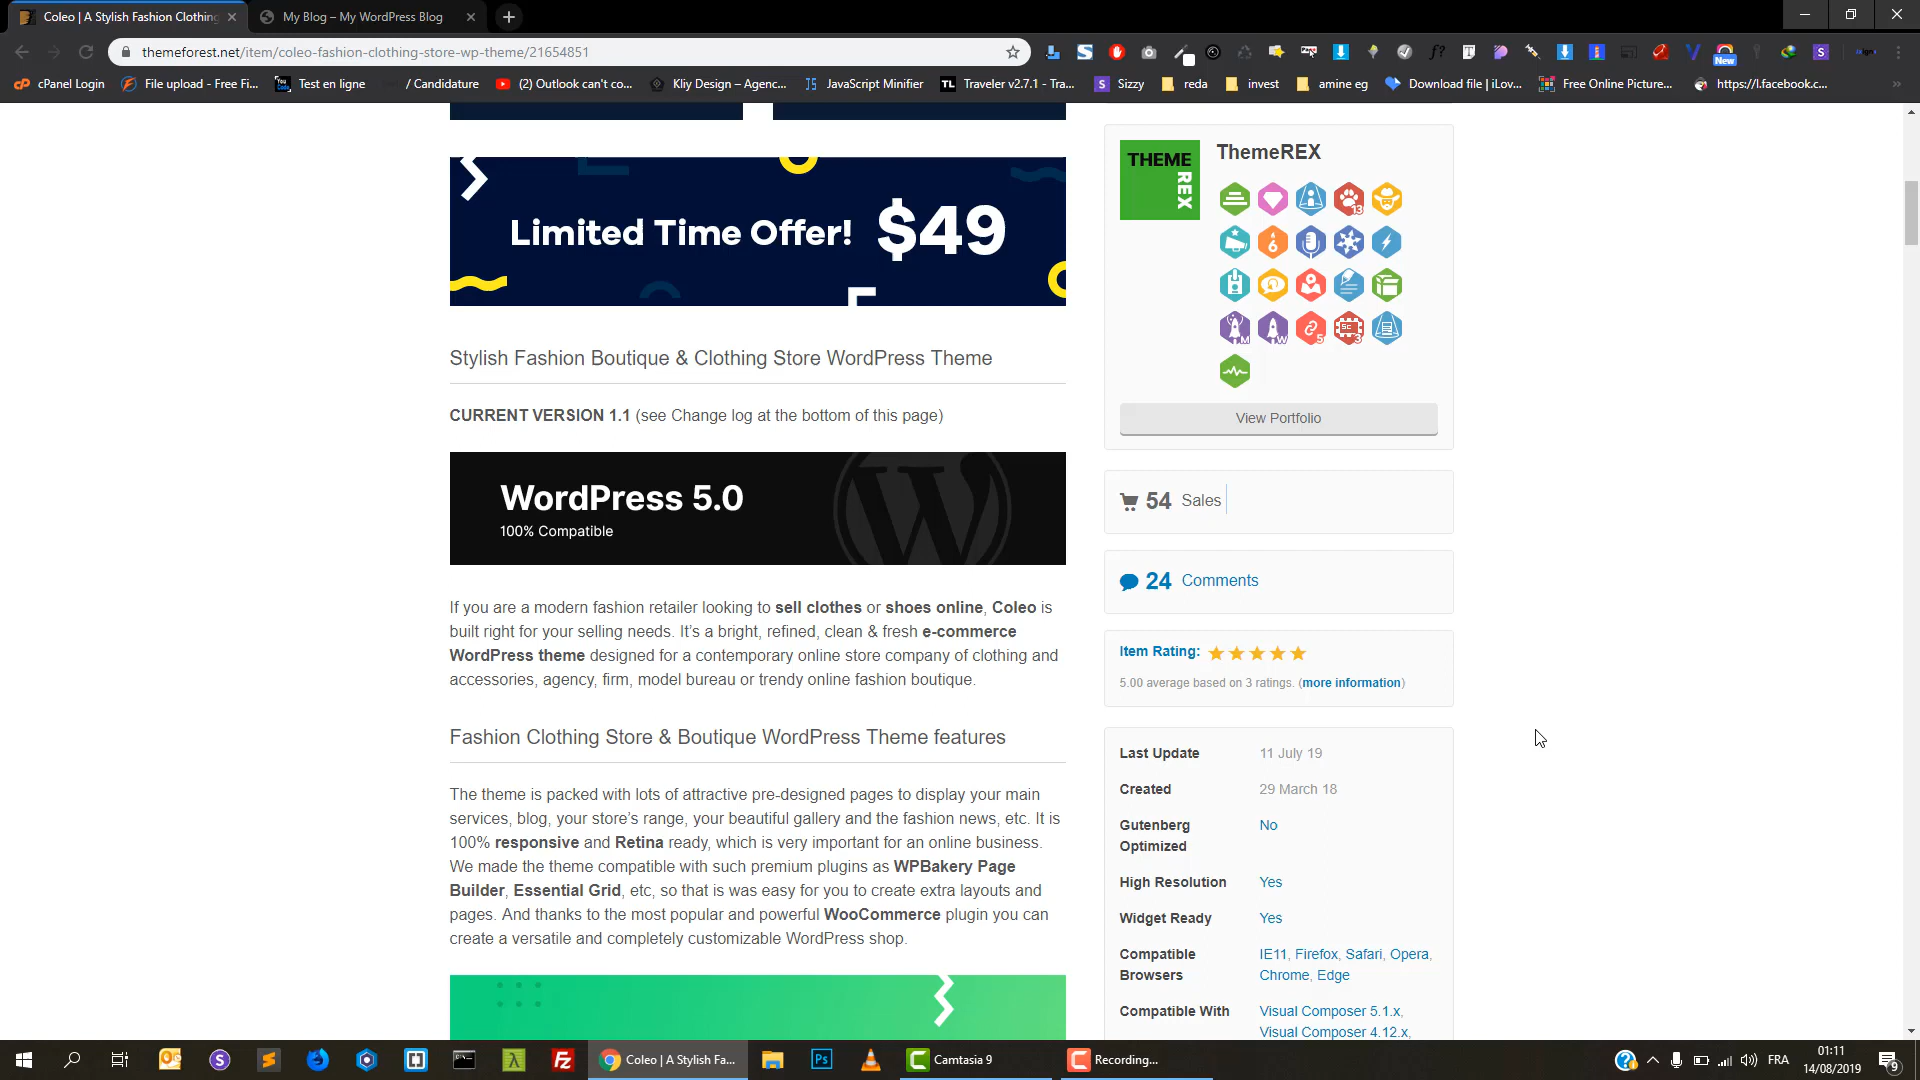 Coleo | A Stylish Fashion Clothing
My Blog – My WordPress Blog
themeforest.net/item/coleo-fashion-clothing-store-wp-theme/21654851
New
cPanel Login
File upload - Free Fi...
Test en ligne
/ Candidature
(2) Outlook can't co...
Kliy Design – Agenc...
JavaScript Minifier
Traveler v2.7.1 - Tra...
Sizzy
reda
invest
amine eg
Download file | iLov...
Free Online Picture...
https://l.facebook.c...
Limited Time Offer! $49
Stylish Fashion Boutique & Clothing Store WordPress Theme
CURRENT VERSION 1.1 (see Change log at the bottom of this page)
WordPress 5.0
100% Compatible
If you are a modern fashion retailer looking to sell clothes or shoes online, Coleo is
built right for your selling needs. It's a bright, refined, clean & fresh e-commerce
WordPress theme designed for a contemporary online store company of clothing and
accessories, agency, firm, model bureau or trendy online fashion boutique.
Fashion Clothing Store & Boutique WordPress Theme features
The theme is packed with lots of attractive pre-designed pages to display your main
services, blog, your store's range, your beautiful gallery and the fashion news, etc. It is
100% responsive and Retina ready, which is very important for an online business.
We made the theme compatible with such premium plugins as WPBakery Page
Builder, Essential Grid, etc, so that is was easy for you to create extra layouts and
pages. And thanks to the most popular and powerful WooCommerce plugin you can
create a versatile and completely customizable WordPress shop.
THEME
REX
ThemeREX
13
6
M
W
5
SC
3
View Portfolio
54 Sales
24 Comments
Item Rating:
5.00 average based on 3 ratings. (more information)
Last Update 11 July 19
Created 29 March 18
Gutenberg No
Optimized
High Resolution Yes
Widget Ready Yes
Compatible IE11, Firefox, Safari, Opera,
Browsers Chrome, Edge
Compatible With Visual Composer 5.1.x,
Visual Composer 4.12.x,
Coleo | A Stylish Fa...
Camtasia 9
Recording...
FRA
01:11
14/08/2019
9